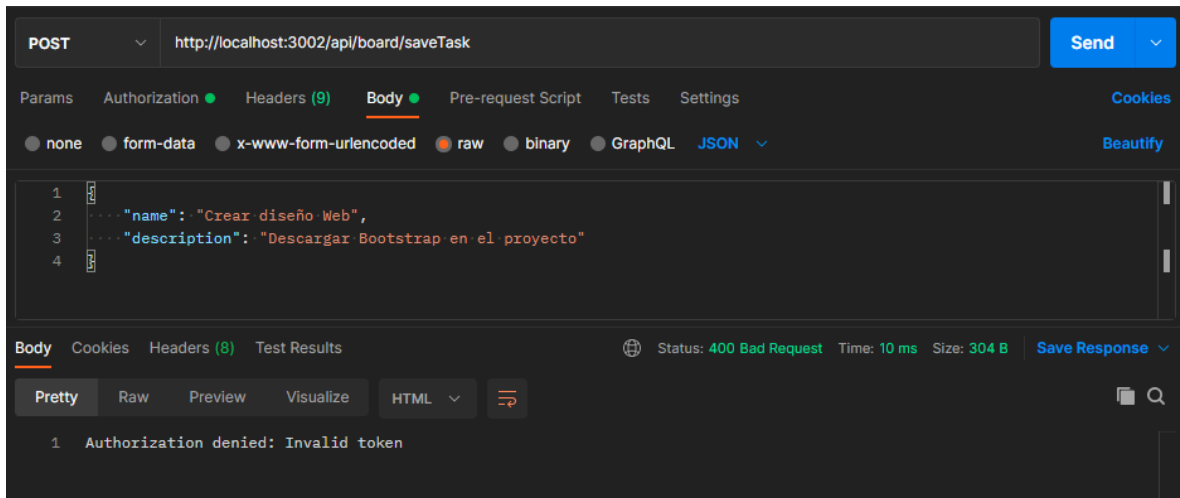 POST http://localhost:3002/api/board/saveTask Send
Params Authorization Headers (9) Body Pre-request Script Tests Settings Cookies
none form-data x-www-form-urlencoded raw binary GraphQL JSON Beautify
1 {
2 "name": "Crear diseño Web",
3 "description": "Descargar Bootstrap en el proyecto"
4 }
Body Cookies Headers (8) Test Results Status: 400 Bad Request Time: 10 ms Size: 304 B Save Response
Pretty Raw Preview Visualize HTML
1 Authorization denied: Invalid token